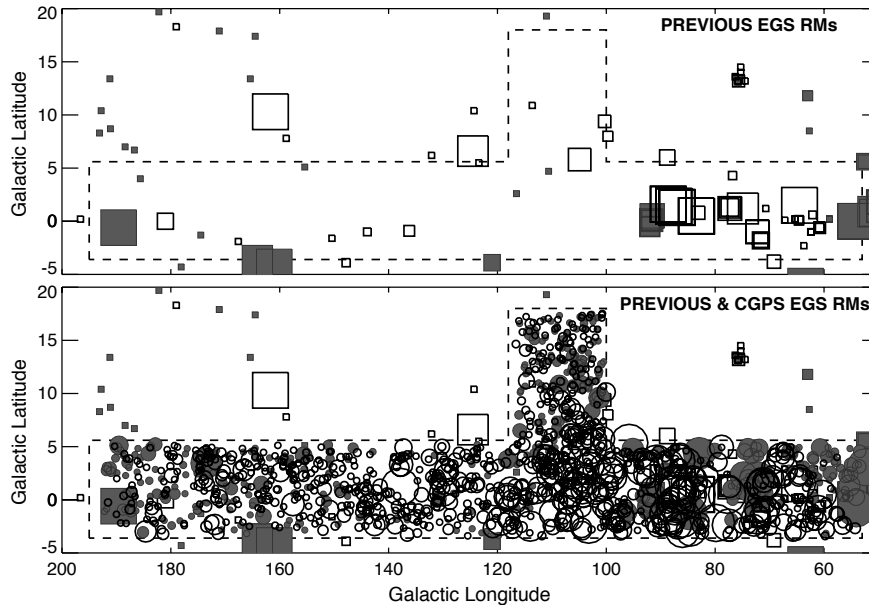 PREVIOUS EGS RMs
20
15
10
5
0
-5
Galactic Latitude
PREVIOUS & CGPS EGS RMs
20
15
10
5
0
-5
Galactic Latitude
200 180 160 140 120 100 80 60
Galactic Longitude